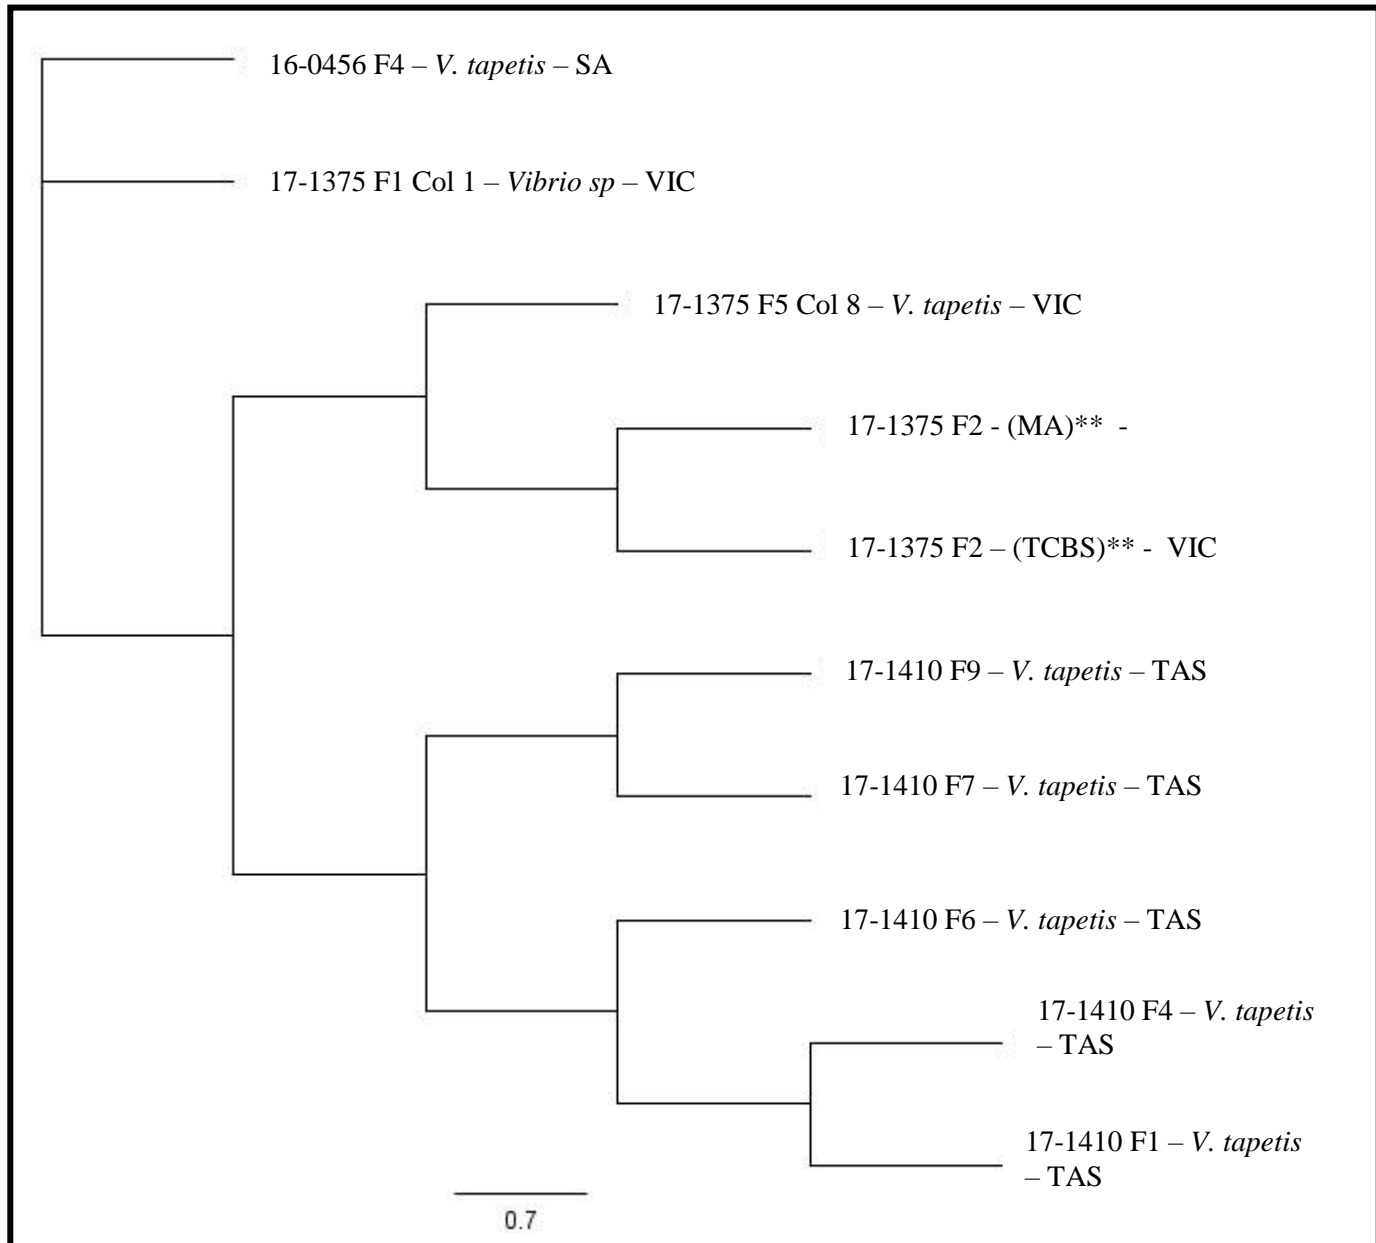 16-0456 F4 – V. tapetis – SA
17-1375 F1 Col 1 – Vibrio sp – VIC
17-1375 F5 Col 8 – V. tapetis – VIC
17-1375 F2 - (MA)** -
17-1375 F2 – (TCBS)** - VIC
17-1410 F9 – V. tapetis – TAS
17-1410 F7 – V. tapetis – TAS
17-1410 F6 – V. tapetis – TAS
17-1410 F4 – V. tapetis
– TAS
17-1410 F1 – V. tapetis
– TAS
0.7